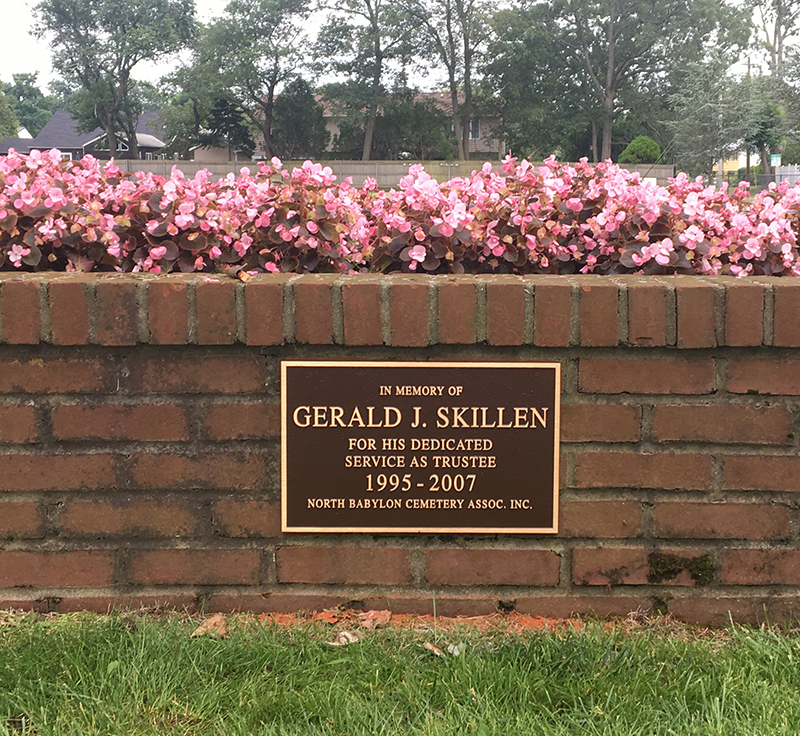 IN MEMORY OF
GERALD J. SKILLEN
FOR HIS DEDICATED
SERVICE AS TRUSTEE
1995 - 2007
NORTH BABYLON CEMETERY ASSOC. INC.